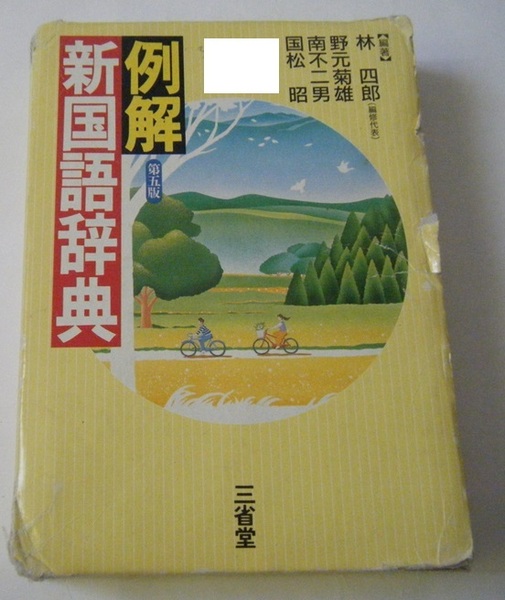 【編著】
林 四郎(編修代表)
野元菊雄
南不二男
国松 昭
例解
新国語辞典
第五版
三省堂